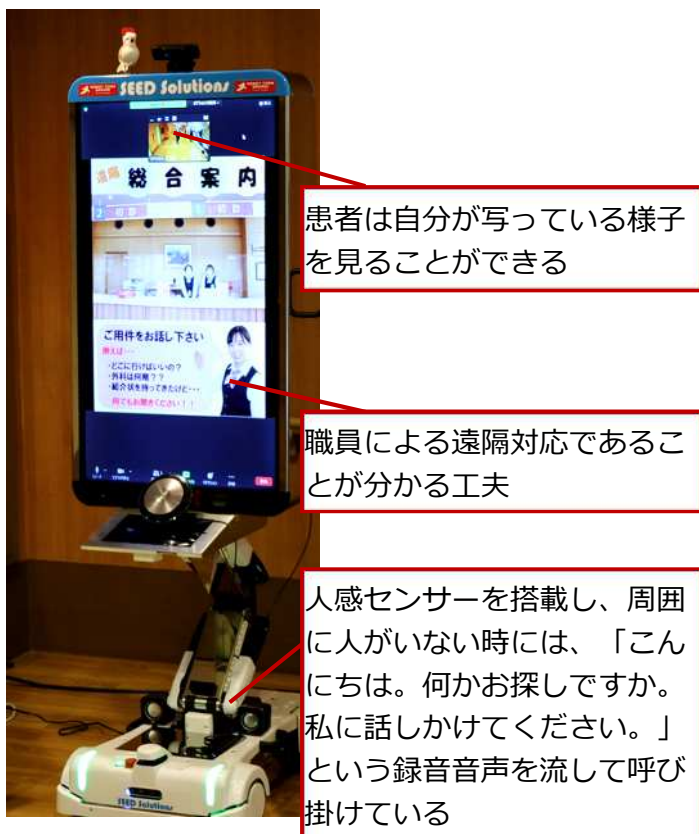 SEED Solutions
遠隔
総合案内
ご用件をお話し下さい
例えば・・・
・どこに行けばいいの？
・外科は何階？？
・紹介状を持ってきたけど・・・
何でもお聞きください！！
SEED Solutions
患者は自分が写っている様子
を見ることができる
職員による遠隔対応であるこ
とが分かる工夫
人感センサーを搭載し、周囲
に人がいない時には、「こん
にちは。何かお探しですか。
私に話しかけてください。」
という録音音声を流して呼び
掛けている